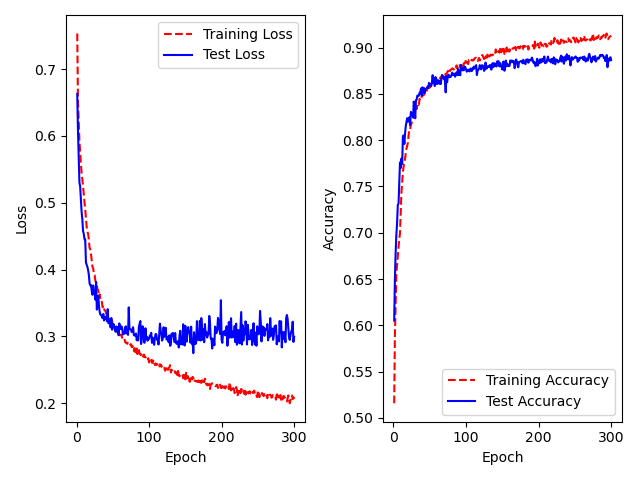 Training Loss
Test Loss
0.7
0.6
0.5
0.4
0.3
0.2
Loss
0
100
200
300
Epoch
0.90
0.85
0.80
0.75
0.70
0.65
0.60
0.55
0.50
Accuracy
Training Accuracy
Test Accuracy
0
100
200
300
Epoch